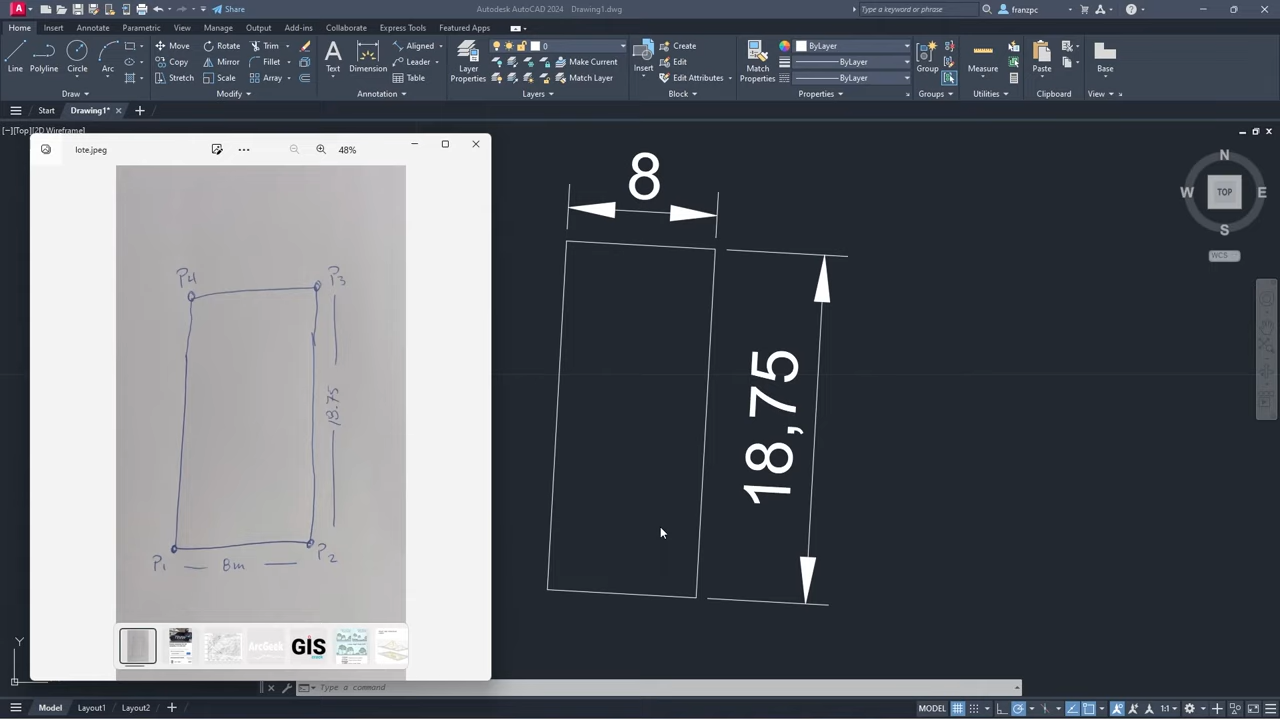 Share
Autodesk AutoCAD 2024 Drawing1.dwg
Type a keyword or phrase
franzpc
Home Insert Annotate Parametric View Manage Output Add-ins Collaborate Express Tools Featured Apps
Line
Polyline
Circle
Arc
Move
Rotate
Trim
Copy
Mirror
Fillet
Stretch
Scale
Array
Text
Dimension
Aligned
Leader
Table
Layer
Properties
0
Make Current
Match Layer
Insert
Create
Edit
Edit Attributes
Match
Properties
ByLayer
ByLayer
ByLayer
Group
Measure
Paste
Base
Draw
Modify
Annotation
Layers
Block
Properties
Groups
Utilities
Clipboard
View
Start
Drawing1*
[−][Top][2D Wireframe]
lote.jpeg
48%
P4
P3
18.75
P1
8m
P2
ArcGeek
GIS
8
18,75
N
W
TOP
E
S
WCS
Y
Type a command
Model
Layout1
Layout2
MODEL
1:1